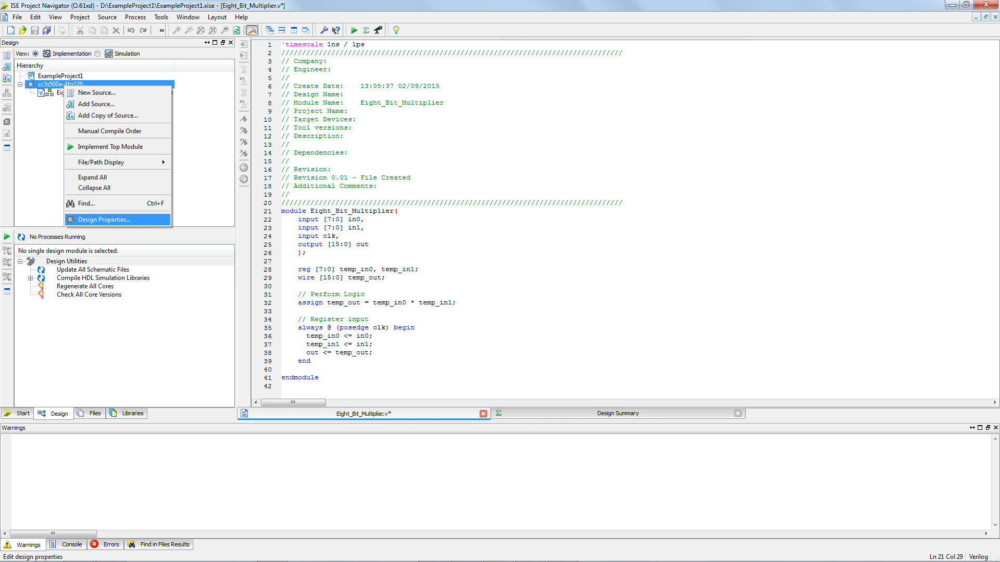 ISE Project Navigator (O.61xd) - D:\ExampleProject1\ExampleProject1.xise - [Eight_Bit_Multiplier.v*]
File Edit View Project Source Process Tools Window Layout Help
»
Design
View: Implementation Simulation
Hierarchy
ExampleProject1
xc3s500e-4fg320
Eig
New Source...
Add Source...
Add Copy of Source...
Manual Compile Order
Implement Top Module
File/Path Display
Expand All
Collapse All
Find... Ctrl+F
Design Properties...
No Processes Running
No single design module is selected.
Design Utilities
Update All Schematic Files
Compile HDL Simulation Libraries
Regenerate All Cores
Check All Core Versions
Start Design Files Libraries
1 `timescale 1ns / 1ps
2 //////////////////////////////////////////////////////////////////////////////////
3 // Company:
4 // Engineer:
5 //
6 // Create Date:    13:05:37 02/09/2015
7 // Design Name:
8 // Module Name:    Eight_Bit_Multiplier
9 // Project Name:
10 // Target Devices:
11 // Tool versions:
12 // Description:
13 //
14 // Dependencies:
15 //
16 // Revision:
17 // Revision 0.01 - File Created
18 // Additional Comments:
19 //
20 //////////////////////////////////////////////////////////////////////////////////
21 module Eight_Bit_Multiplier(
22     input [7:0] in0,
23     input [7:0] in1,
24     input clk,
25     output [15:0] out
26     );
27
28     reg [7:0] temp_in0, temp_in1;
29     wire [15:0] temp_out;
30
31     // Perform Logic
32     assign temp_out = temp_in0 * temp_in1;
33
34     // Register input
35     always @ (posedge clk) begin
36       temp_in0 <= in0;
37       temp_in1 <= in1;
38       out <= temp_out;
39     end
40
41 endmodule
42
Eight_Bit_Multiplier.v* Design Summary
Warnings
Warnings Console Errors Find in Files Results
Edit design properties Ln 21 Col 29 Verilog